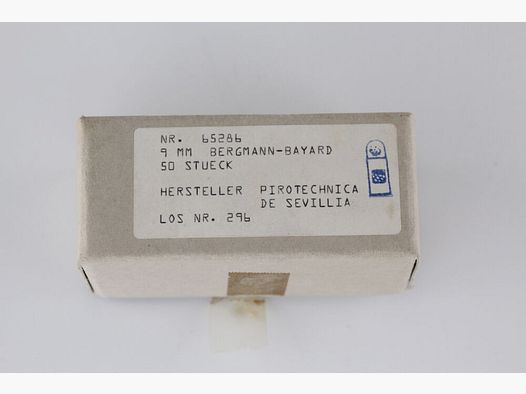 NR. 65286
9 MM BERGMANN-BAYARD
50 STUECK
HERSTELLER PIROTECHNICA
DE SEVILLIA
LOS NR. 296